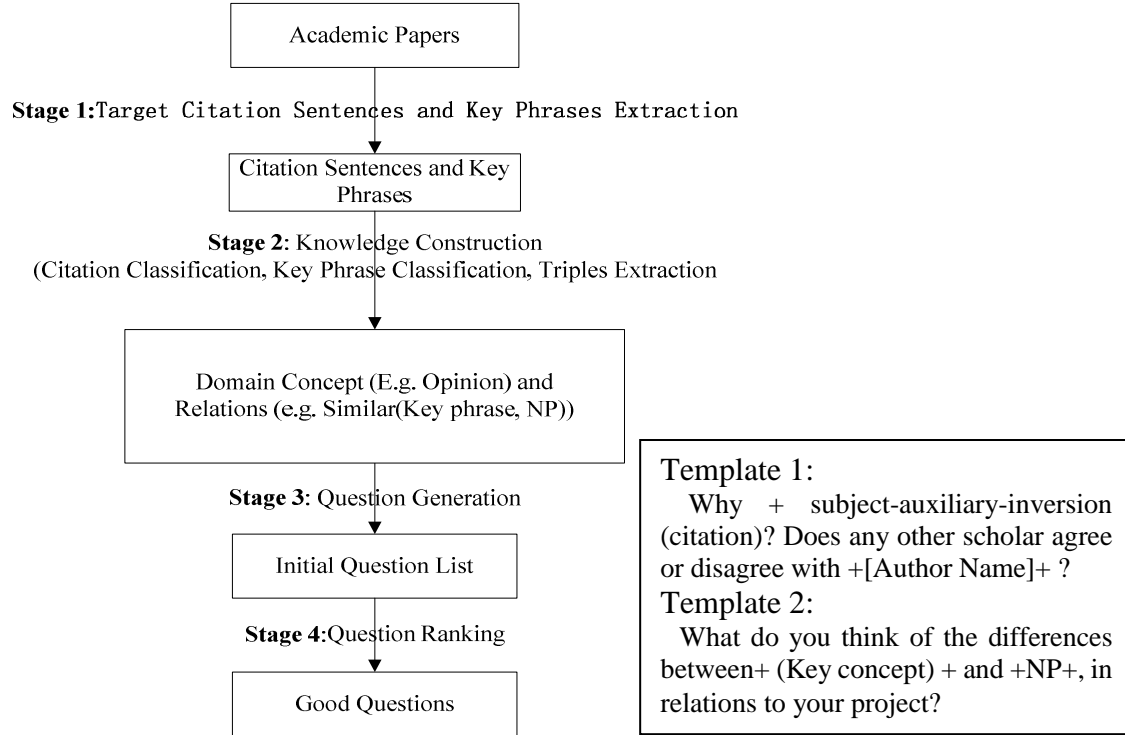 Academic Papers
Stage 1:Target Citation Sentences and Key Phrases Extraction
Citation Sentences and Key
Phrases
Stage 2: Knowledge Construction
(Citation Classification, Key Phrase Classification, Triples Extraction
Domain Concept (E.g. Opinion) and
Relations (e.g. Similar(Key phrase, NP))
Stage 3: Question Generation
Initial Question List
Stage 4:Question Ranking
Good Questions
Template 1:
Why + subject-auxiliary-inversion
(citation)? Does any other scholar agree
or disagree with +[Author Name]+ ?
Template 2:
What do you think of the differences
between+ (Key concept) + and +NP+, in
relations to your project?